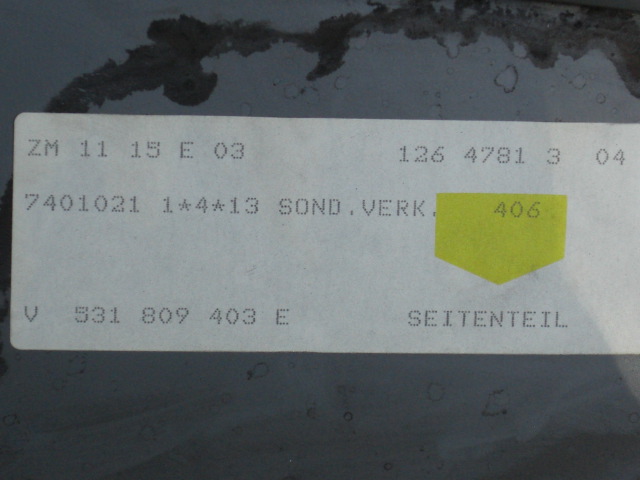 ZM 11 15 E 03 126 4781 3 04
7401021 1*4*13 SOND.VERK. 406
V 531 809 403 E SEITENTEIL